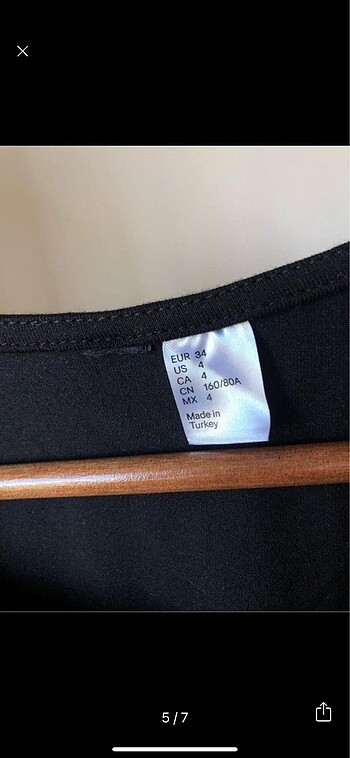 EUR 34
US 4
CA 4
CN 160/80A
MX 4
Made in
Turkey
5/7